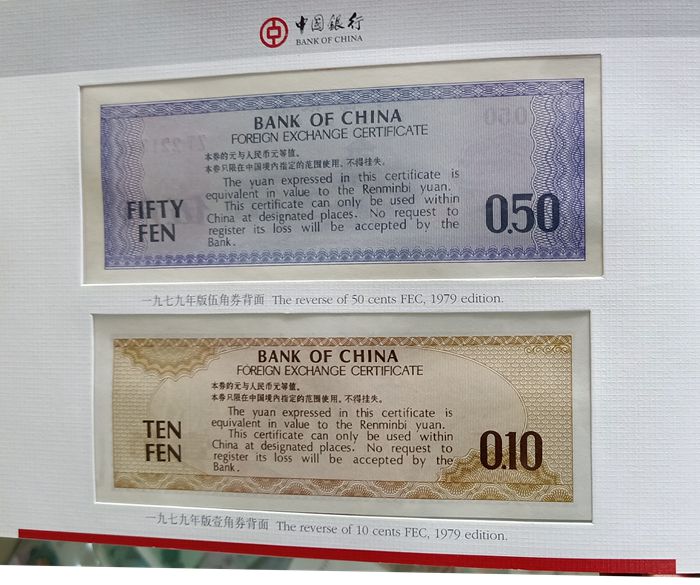 中国银行
BANK OF CHINA
BANK OF CHINA
FOREIGN EXCHANGE CERTIFICATE
本券的元与人民币元等值。
本券只限在中国境内指定的范围使用，不得挂失。
The yuan expressed in this certificate is
equivalent in value to the Renminbi yuan.
This certificate can only be used within
China at designated places. No request to
register its loss will be accepted by the
Bank.
FIFTY
FEN
0.50
一九七九年版伍角券背面 The reverse of 50 cents FEC, 1979 edition.
BANK OF CHINA
FOREIGN EXCHANGE CERTIFICATE
本券的元与人民币元等值。
本券只限在中国境内指定的范围使用，不得挂失。
The yuan expressed in this certificate is
equivalent in value to the Renminbi yuan.
This certificate can only be used within
China at designated places. No request to
register its loss will be accepted by the
Bank.
TEN
FEN
0.10
一九七九年版壹角券背面 The reverse of 10 cents FEC, 1979 edition.